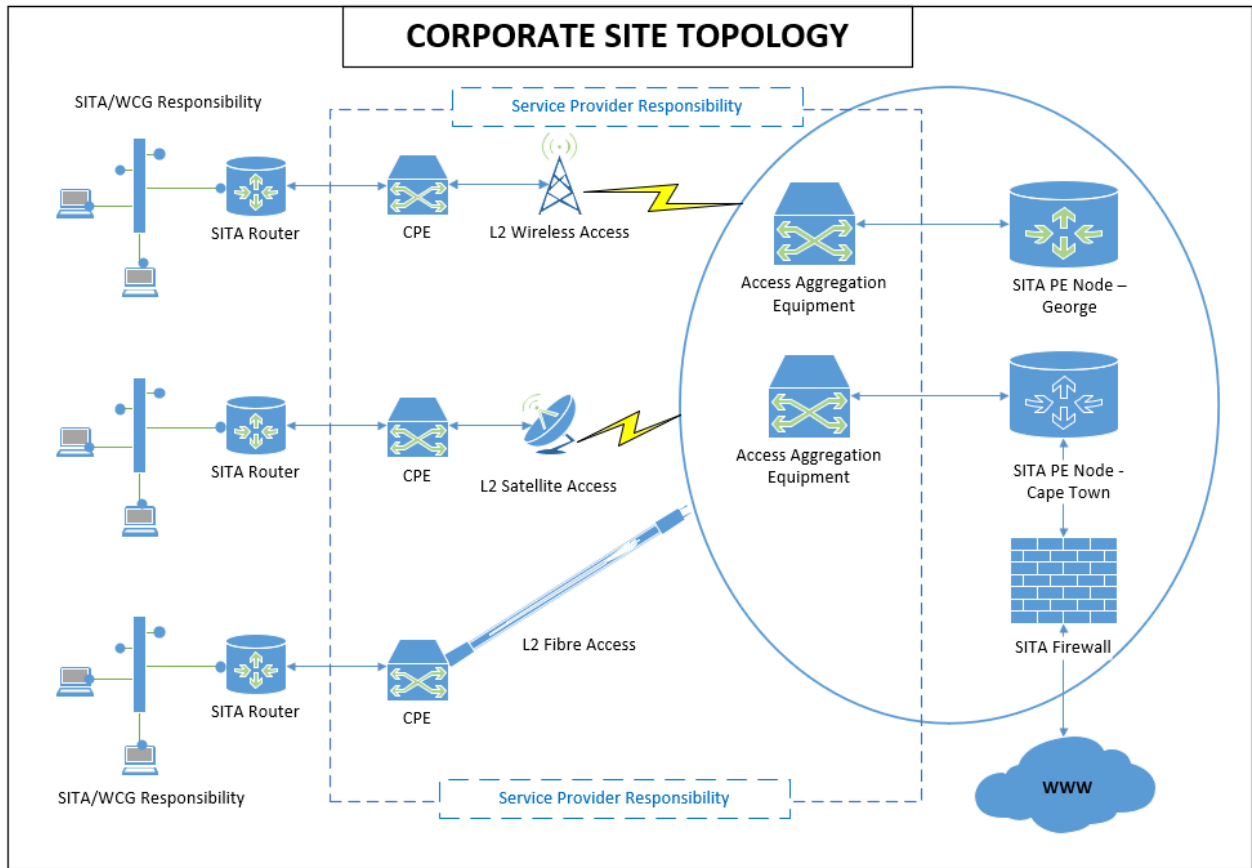 CORPORATE SITE TOPOLOGY
SITA/WCG Responsibility
Service Provider Responsibility
SITA Router
CPE
L2 Wireless Access
Access Aggregation
Equipment
SITA PE Node –
George
SITA Router
CPE
L2 Satellite Access
Access Aggregation
Equipment
SITA PE Node -
Cape Town
SITA Router
CPE
L2 Fibre Access
SITA Firewall
SITA/WCG Responsibility
Service Provider Responsibility
WWW